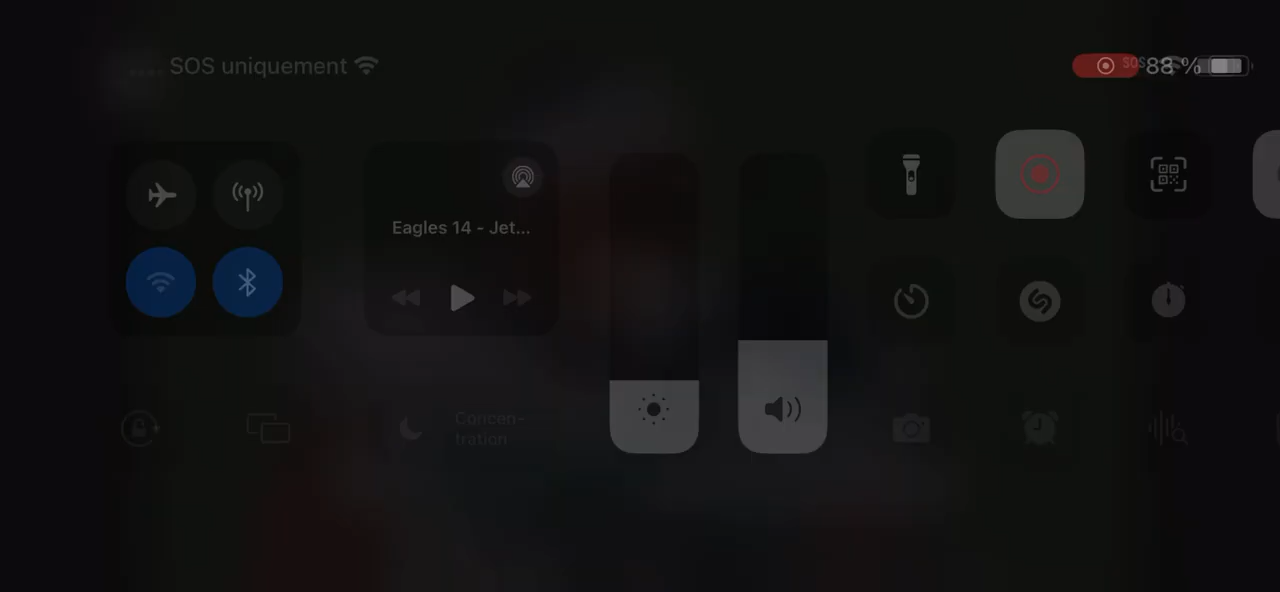 SOS uniquement
SOS 88 %
Eagles 14 - Jet...
Concen-
tration